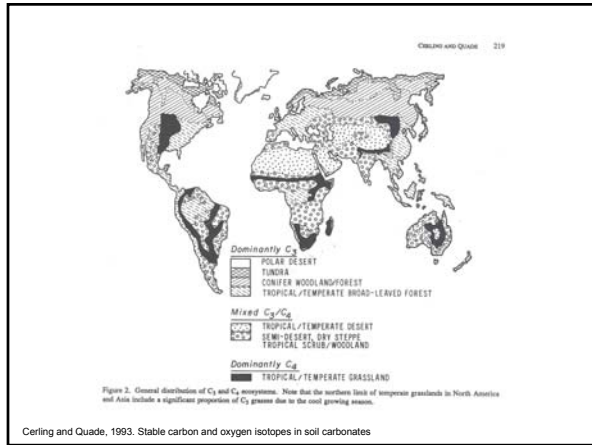 CERLING AND QUADE 219
Dominantly C₃
POLAR DESERT
TUNDRA
CONIFER WOODLAND/FOREST
TROPICAL/TEMPERATE BROAD-LEAVED FOREST
Mixed C₃/C₄
TROPICAL/TEMPERATE DESERT
SEMI-DESERT, DRY STEPPE
TROPICAL SCRUB/WOODLAND
Dominantly C₄
TROPICAL/TEMPERATE GRASSLAND
Figure 2. General distribution of C₃ and C₄ ecosystems. Note that the northern limit of temperate grasslands in North America
and Asia include a significant proportion of C₃ grasses due to the cool growing season.
Cerling and Quade, 1993. Stable carbon and oxygen isotopes in soil carbonates